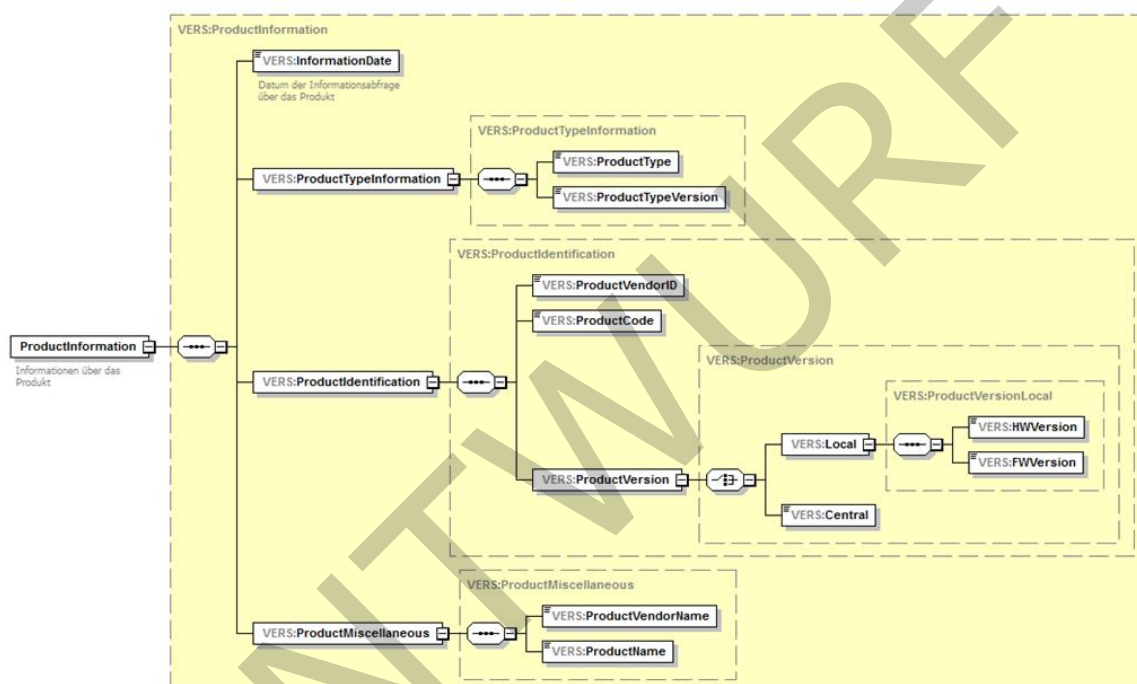 VERS:ProductInformation
VERS:InformationDate
Datum der Informationsabfrage
über das Produkt
VERS:ProductTypeInformation
VERS:ProductTypeInformation
VERS:ProductType
VERS:ProductTypeVersion
VERS:ProductIdentification
VERS:ProductVendorID
VERS:ProductCode
ProductInformation
Informationen über das
Produkt
VERS:ProductIdentification
VERS:ProductVersion
VERS:ProductVersionLocal
VERS:HWVersion
VERS:Local
VERS:FWVersion
VERS:ProductVersion
VERS:Central
VERS:ProductMiscellaneous
VERS:ProductVendorName
VERS:ProductMiscellaneous
VERS:ProductName
NTWURF